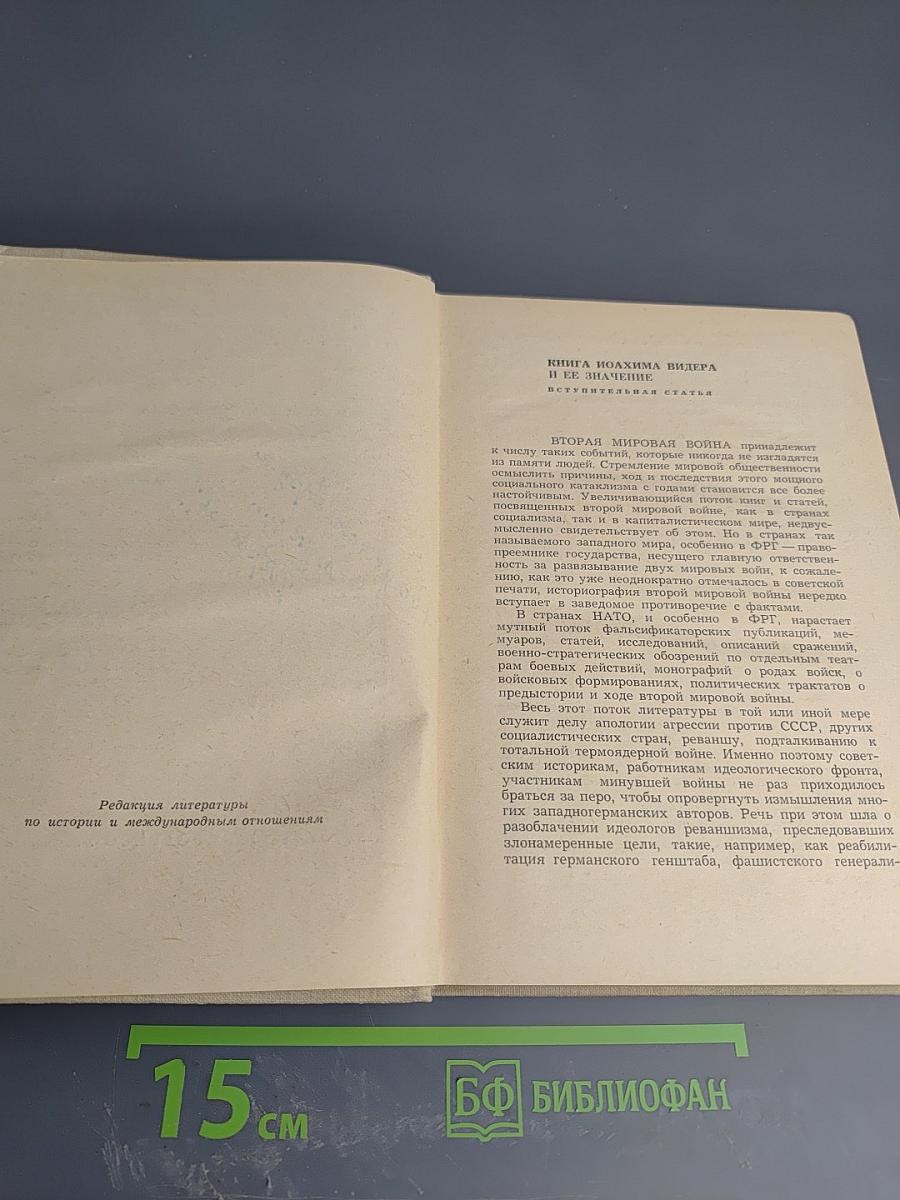 Редакция литературы
по истории и международным отношениям
КНИГА ИОАХИМА ВИДЕРА
И ЕЕ ЗНАЧЕНИЕ
ВСТУПИТЕЛЬНАЯ СТАТЬЯ
ВТОРАЯ МИРОВАЯ ВОЙНА принадлежит
к числу таких событий, которые никогда не изгладятся
из памяти людей. Стремление мировой общественности
осмыслить причины, ход и последствия этого мощного
социального катаклизма с годами становится все более
настойчивым. Увеличивающийся поток книг и статей,
посвященных второй мировой войне, как в странах
социализма, так и в капиталистическом мире, недвус-
мысленно свидетельствует об этом. Но в странах так
называемого западного мира, особенно в ФРГ — право-
преемнике государства, несущего главную ответствен-
ность за развязывание двух мировых войн, к сожале-
нию, как это уже неоднократно отмечалось в советской
печати, историография второй мировой войны нередко
вступает в заведомое противоречие с фактами.
В странах НАТО, и особенно в ФРГ, нарастает
мутный поток фальсификаторских публикаций, ме-
муаров, статей, исследований, описаний сражений,
военно-стратегических обозрений по отдельным теат-
рам боевых действий, монографий о родах войск, о
войсковых формированиях, политических трактатов о
предыстории и ходе второй мировой войны.
Весь этот поток литературы в той или иной мере
служит делу апологии агрессии против СССР, других
социалистических стран, реваншу, подталкиванию к
тотальной термоядерной войне. Именно поэтому совет-
ским историкам, работникам идеологического фронта,
участникам минувшей войны не раз приходилось
браться за перо, чтобы опровергнуть измышления мно-
гих западногерманских авторов. Речь при этом шла о
разоблачении идеологов реваншизма, преследовавших
злонамеренные цели, такие, например, как реабили-
тация германского генштаба, фашистского генерали-
15 см
БФ БИБЛИОФАН